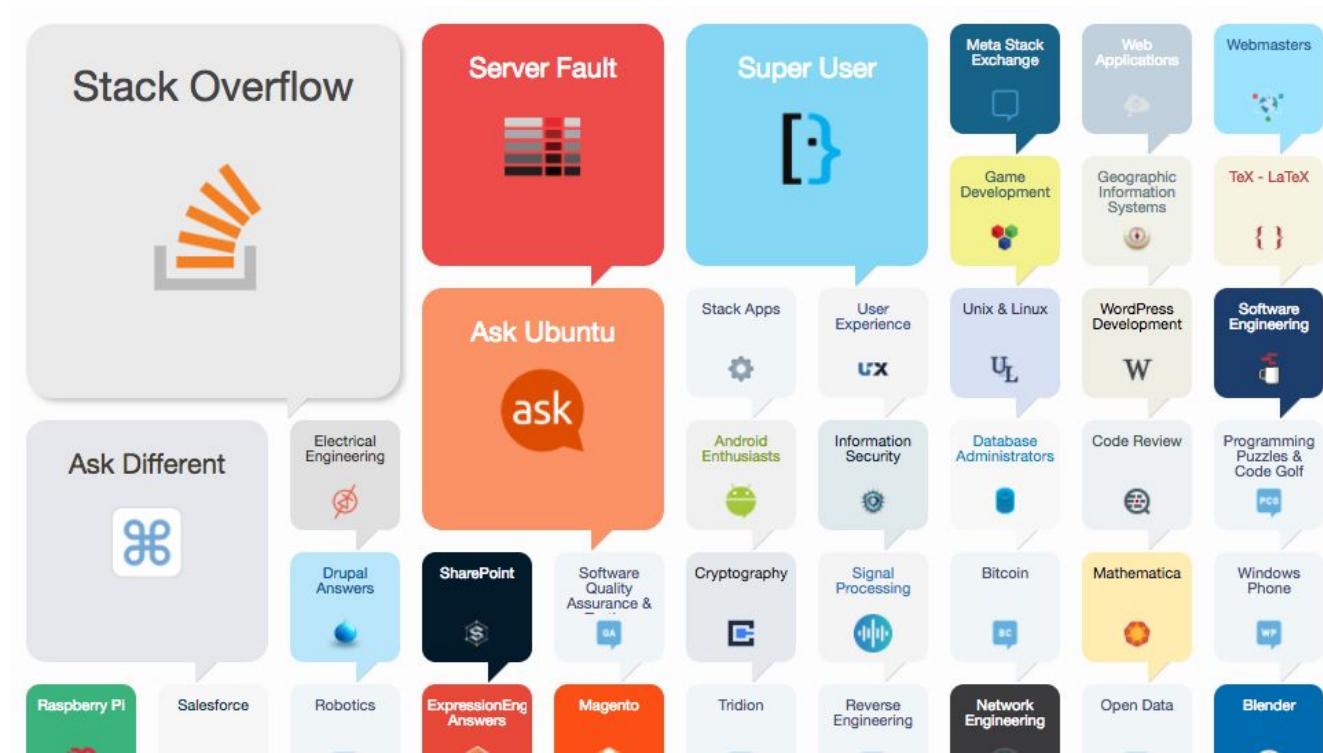 Stack Overflow
Server Fault
Super User
Meta Stack
Exchange
Web
Applications
Webmasters
Game
Development
Geographic
Information
Systems
TeX - LaTeX
{ }
Ask Ubuntu
ask
Stack Apps
User
Experience
UX
Unix & Linux
UL
WordPress
Development
W
Software
Engineering
Ask Different
Electrical
Engineering
Android
Enthusiasts
Information
Security
Database
Administrators
Code Review
Programming
Puzzles &
Code Golf
PCG
Drupal
Answers
SharePoint
S
Software
Quality
Assurance &
QA
Cryptography
Signal
Processing
Bitcoin
BC
Mathematica
Windows
Phone
WP
Raspberry Pi
Salesforce
Robotics
ExpressionEng
Answers
Magento
Tridion
Reverse
Engineering
Network
Engineering
Open Data
Blender